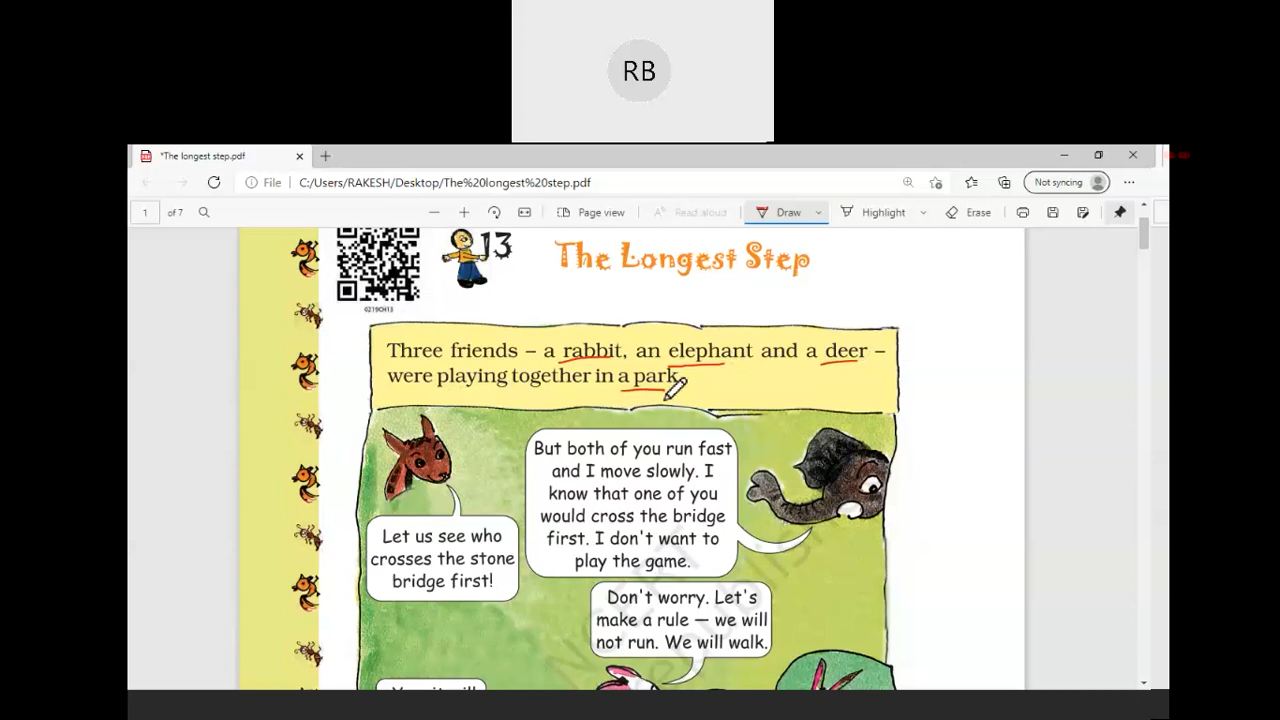 RB
*The longest step.pdf
File C:/Users/RAKESH/Desktop/The%20longest%20step.pdf
Not syncing
1 of 7
Page view
Read aloud
Draw
Highlight
Erase
13
The Longest Step
0219CH13
Three friends – a rabbit, an elephant and a deer –
were playing together in a park
But both of you run fast
and I move slowly. I
know that one of you
would cross the bridge
first. I don't want to
play the game.
Let us see who
crosses the stone
bridge first!
Don't worry. Let's
make a rule — we will
not run. We will walk.